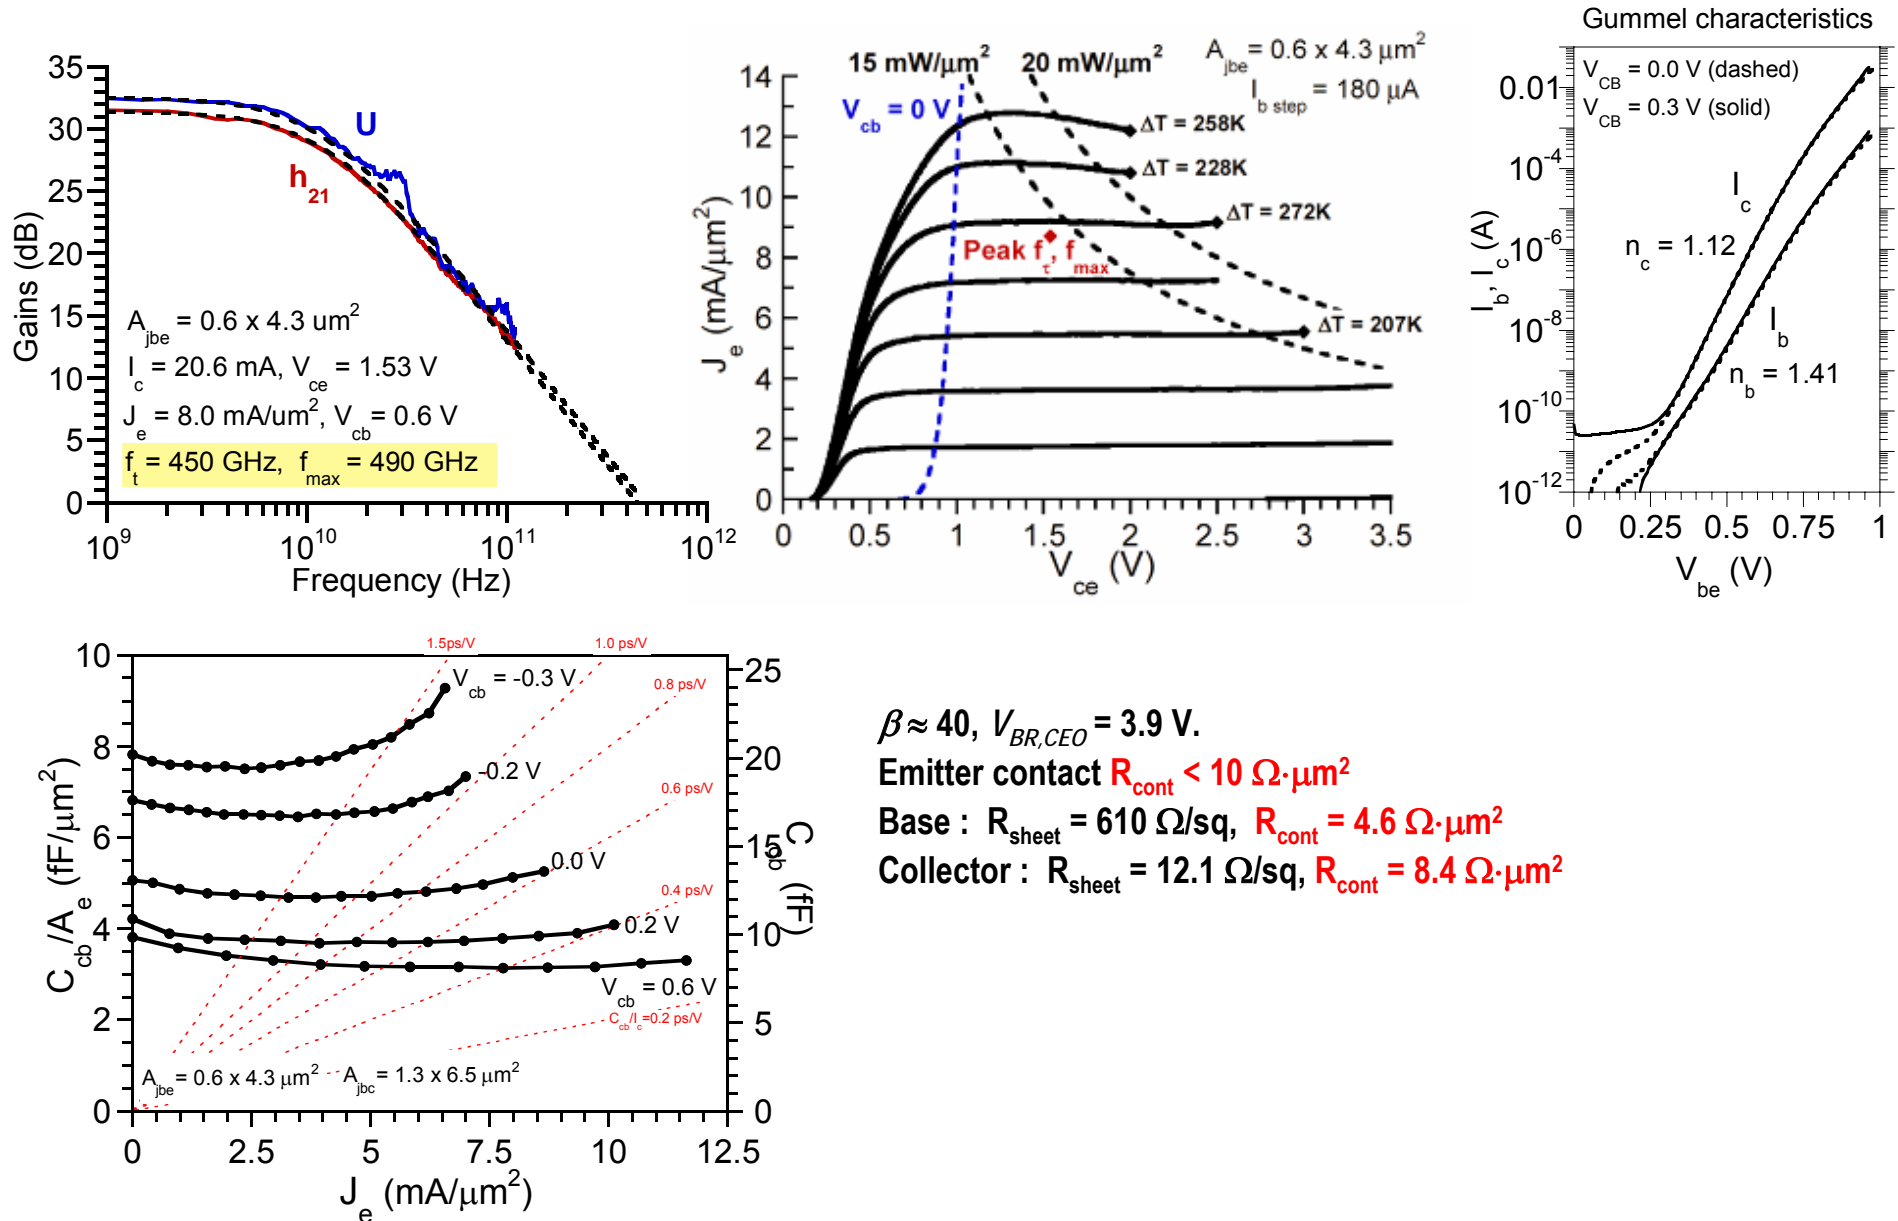 35
30
25
20
15
10
5
0
Gains (dB)
U
h21
Ajbe = 0.6 x 4.3 um²
Ic = 20.6 mA, Vce = 1.53 V
Je = 8.0 mA/um², Vcb = 0.6 V
ft = 450 GHz, fmax = 490 GHz
10⁹ 10¹⁰ 10¹¹ 10¹²
Frequency (Hz)
15 mW/μm² 20 mW/μm²
Ajbe = 0.6 x 4.3 μm²
Ib step = 180 μA
Vcb = 0 V
14
12
10
8
6
4
2
0
Je (mA/μm²)
ΔT = 258K
ΔT = 228K
ΔT = 272K
Peak fτ, fmax
ΔT = 207K
0 0.5 1 1.5 2 2.5 3 3.5
Vce (V)
Gummel characteristics
VCB = 0.0 V (dashed)
VCB = 0.3 V (solid)
0.01
10⁻⁴
10⁻⁶
10⁻⁸
10⁻¹⁰
10⁻¹²
Ib, Ic (A)
Ic
nc = 1.12
Ib
nb = 1.41
0 0.25 0.5 0.75 1
Vbe (V)
10
8
6
4
2
0
Ccb/Ae (fF/μm²)
1.5ps/V
1.0 ps/V
0.8 ps/V
0.6 ps/V
0.4 ps/V
Ccb/Ic=0.2 ps/V
Vcb = -0.3 V
-0.2 V
0.0 V
0.2 V
Vcb = 0.6 V
Ajbe = 0.6 x 4.3 μm²
Ajbc = 1.3 x 6.5 μm²
25
20
15
10
5
0
Ccb (fF)
0 2.5 5 7.5 10 12.5
Je (mA/μm²)
β ≈ 40, VBR,CEO = 3.9 V.
Emitter contact Rcont < 10 Ω·μm²
Base : Rsheet = 610 Ω/sq, Rcont = 4.6 Ω·μm²
Collector : Rsheet = 12.1 Ω/sq, Rcont = 8.4 Ω·μm²